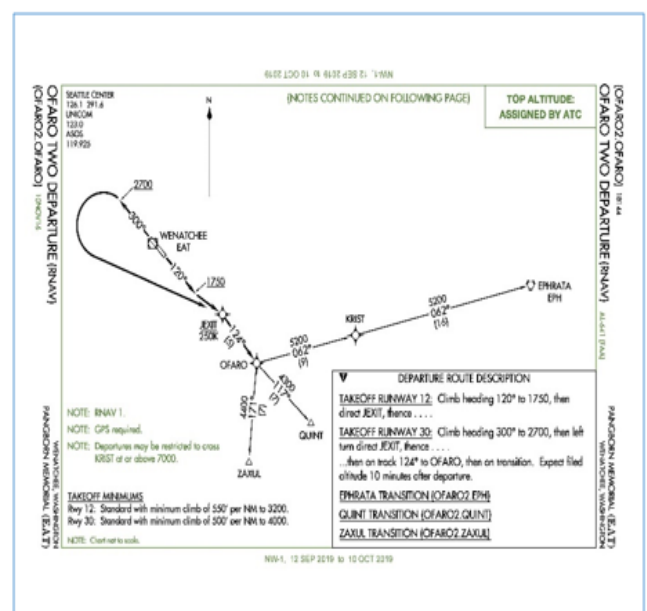 NW-1, 12 SEP 2019 to 10 OCT 2019
(OFARO2.OFARO) 18144
OFARO TWO DEPARTURE (RNAV)
AL-641 (FAA)
PANGBORN MEMORIAL (EAT)
WENATCHEE, WASHINGTON
SEATTLE CENTER
126.1 291.6
UNICOM
123.0
ASOS
119.925
N
(NOTES CONTINUED ON FOLLOWING PAGE)
TOP ALTITUDE:
ASSIGNED BY ATC
2700
300°
WENATCHEE
EAT
120°
1750
JEXIT
250K
124°
(5)
OFARO
5200
062°
(9)
KRIST
5200
062°
(16)
EPHRATA
EPH
4300
117°
QUINT
4400
171°
(7)
ZAXUL
NOTE: RNAV 1.
NOTE: GPS required.
NOTE: Departures may be restricted to cross
KRIST at or above 7000.
TAKEOFF MINIMUMS
Rwy 12: Standard with minimum climb of 550' per NM to 3200.
Rwy 30: Standard with minimum climb of 500' per NM to 4000.
NOTE: Chart not to scale.
▼ DEPARTURE ROUTE DESCRIPTION
TAKEOFF RUNWAY 12: Climb heading 120° to 1750, then
direct JEXIT, thence . . . .
TAKEOFF RUNWAY 30: Climb heading 300° to 2700, then left
turn direct JEXIT, thence . . . .
...then on track 124° to OFARO, then on transition. Expect filed
altitude 10 minutes after departure.
EPHRATA TRANSITION (OFARO2.EPH)
QUINT TRANSITION (OFARO2.QUINT)
ZAXUL TRANSITION (OFARO2.ZAXUL)
OFARO TWO DEPARTURE (RNAV)
(OFARO2.OFARO) 10NOV16
WENATCHEE, WASHINGTON
PANGBORN MEMORIAL (EAT)
NW-1, 12 SEP 2019 to 10 OCT 2019